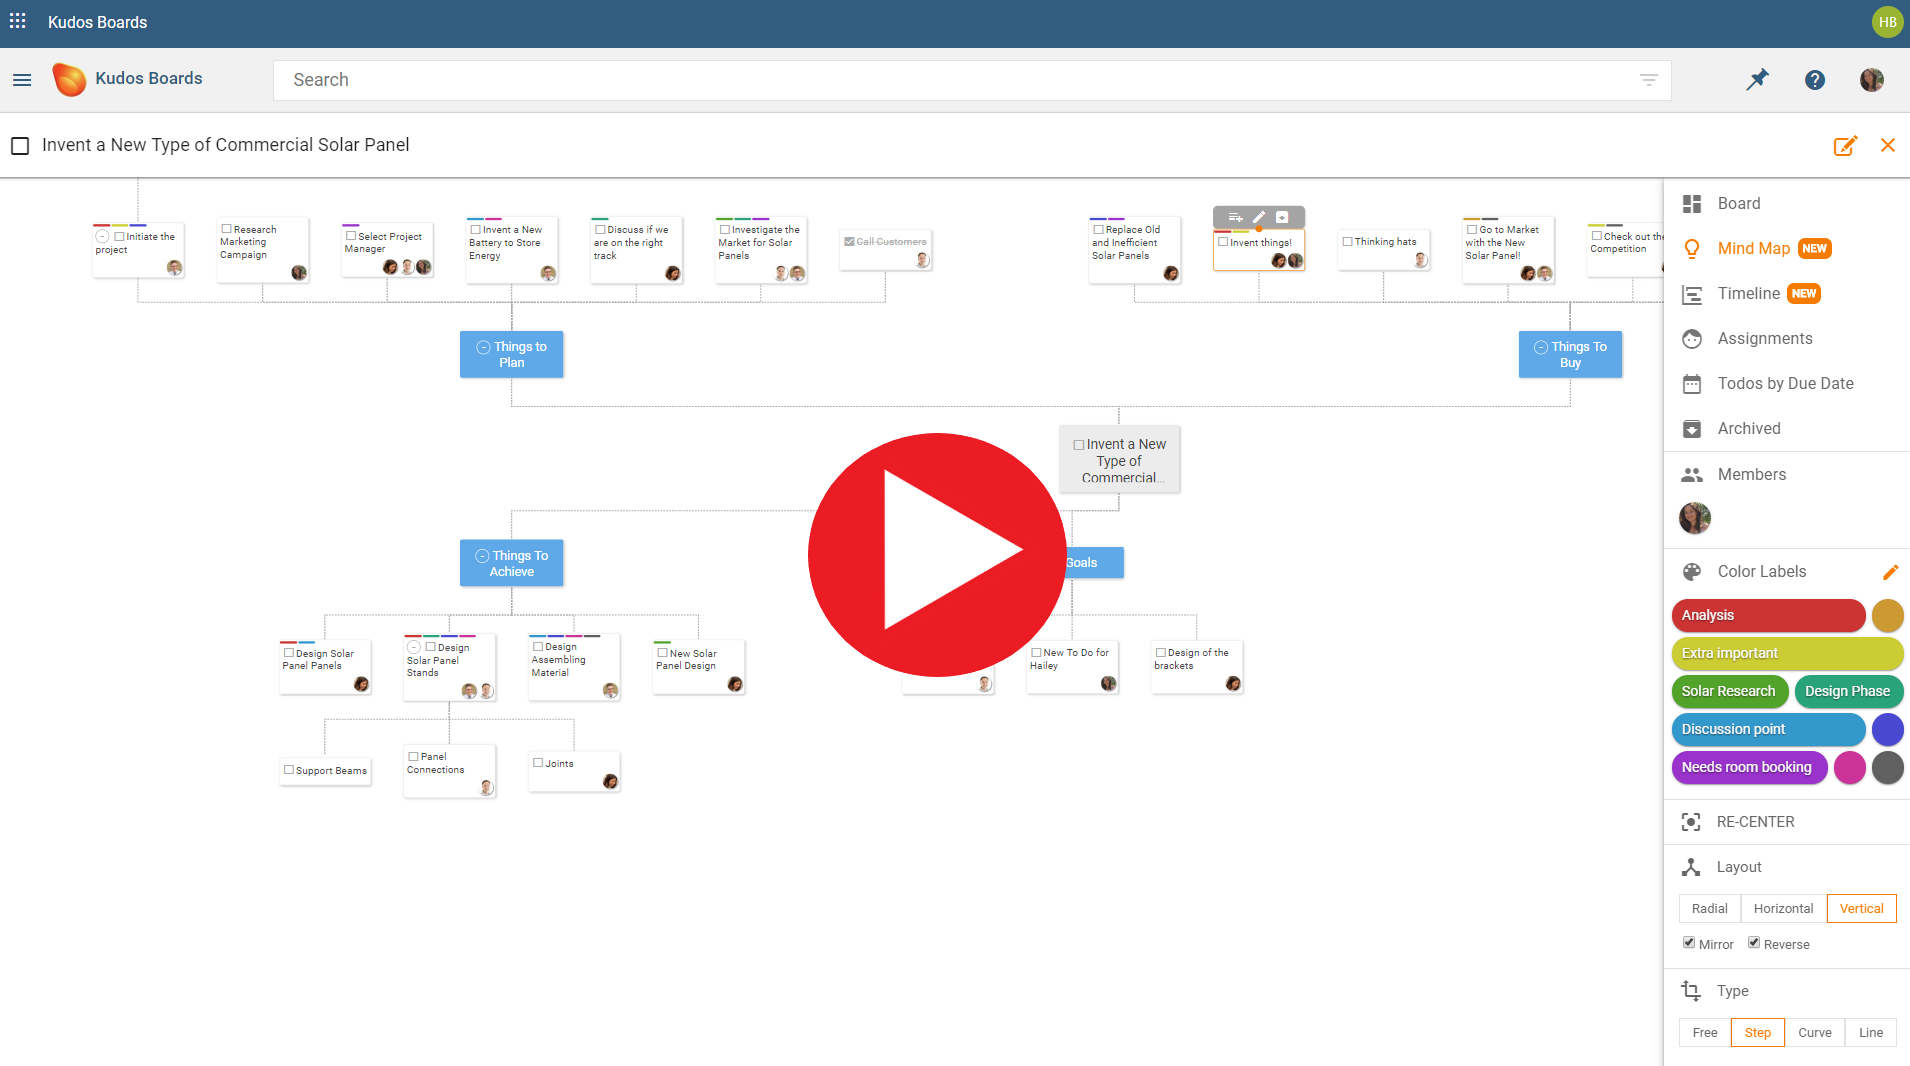 Kudos Boards
HB
Kudos Boards
Search
Invent a New Type of Commercial Solar Panel
Initiate the
project
Research
Marketing
Campaign
Select Project
Manager
Invent a New
Battery to Store
Energy
Discuss if we
are on the right
track
Investigate the
Market for Solar
Panels
Call Customers
Replace Old
and Inefficient
Solar Panels
Invent things!
Thinking hats
Go to Market
with the New
Solar Panel!
Check out the
Competition
Things to
Plan
Things To
Buy
Invent a New
Type of
Commercial...
Things To
Achieve
Goals
Design Solar
Panel Panels
Design
Solar Panel
Stands
Design
Assembling
Material
New Solar
Panel Design
New To Do for
Hailey
Design of the
brackets
Support Beams
Panel
Connections
Joints
Board
Mind Map NEW
Timeline NEW
Assignments
Todos by Due Date
Archived
Members
Color Labels
Analysis
Extra important
Solar Research
Design Phase
Discussion point
Needs room booking
RE-CENTER
Layout
Radial Horizontal Vertical
Mirror Reverse
Type
Free Step Curve Line